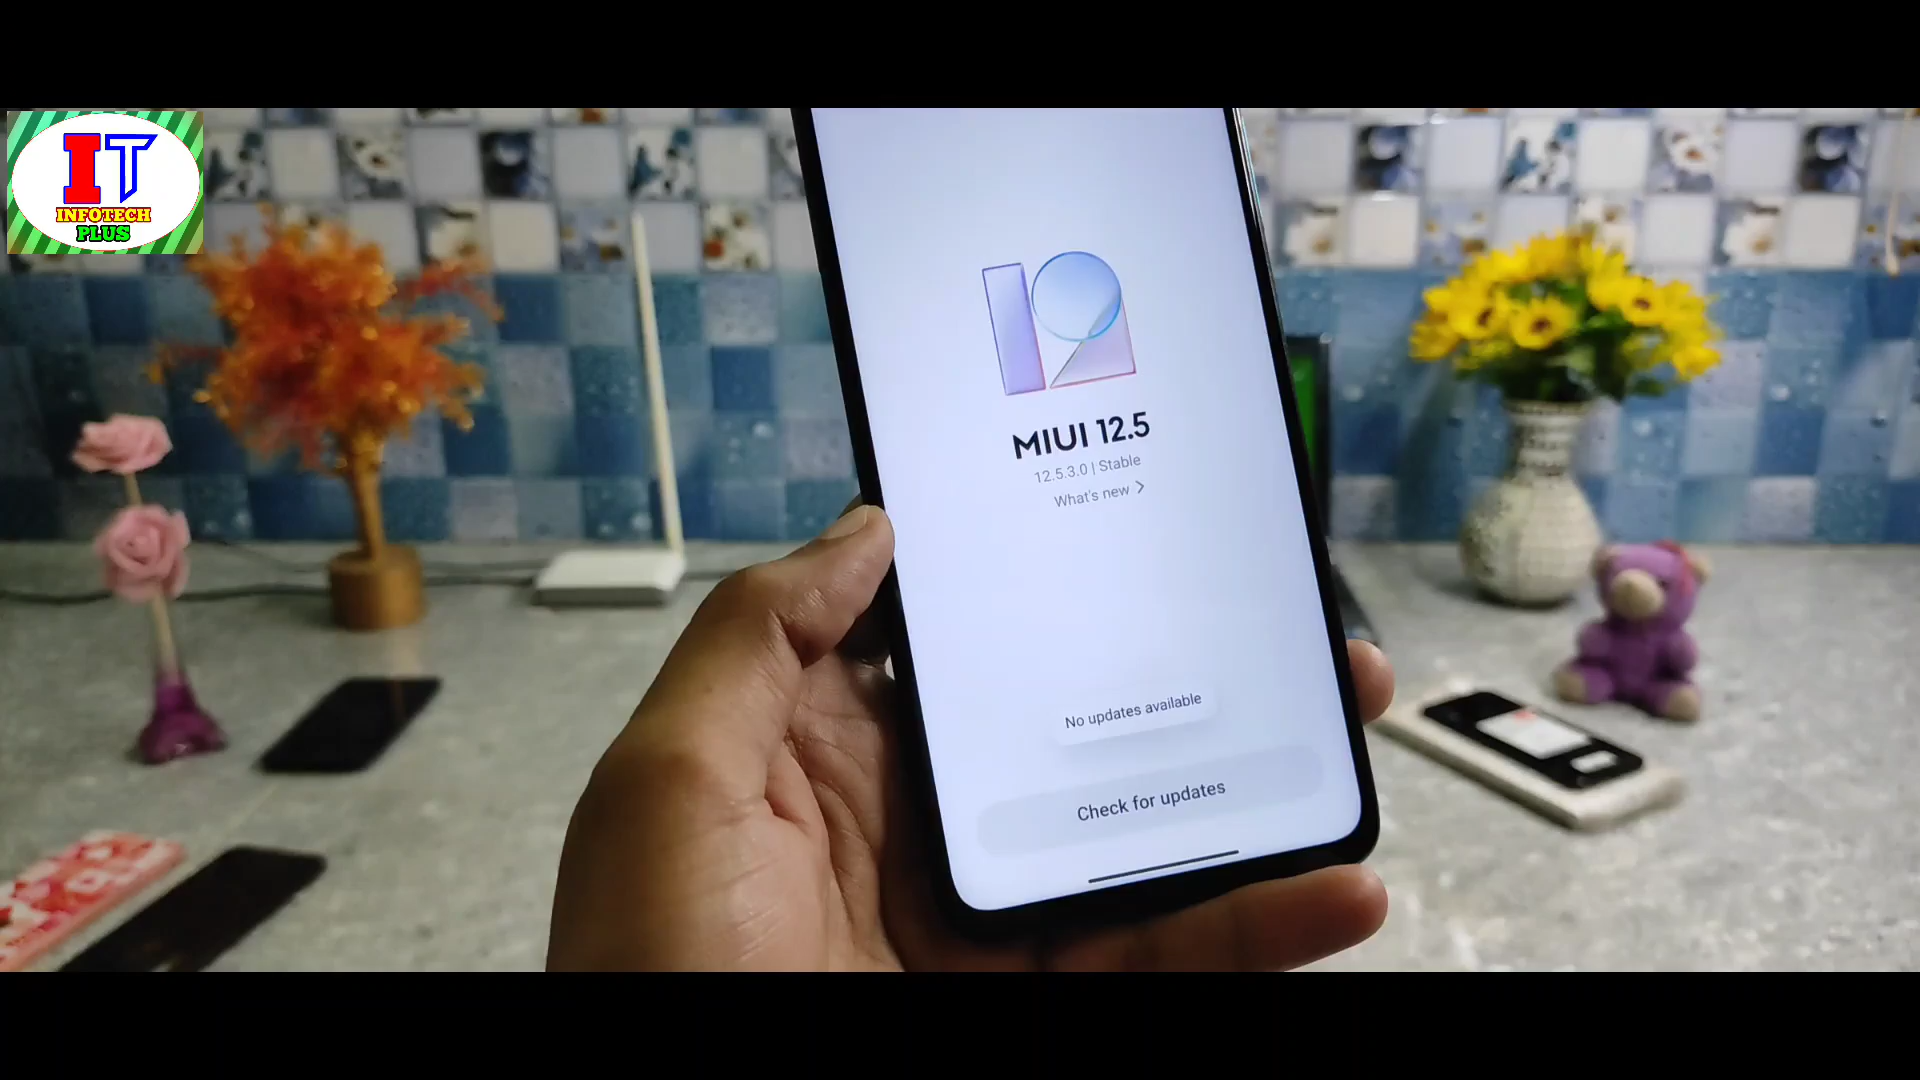 IT
INFOTECH
PLUS
MIUI 12.5
12.5.3.0 | Stable
What's new >
No updates available
Check for updates